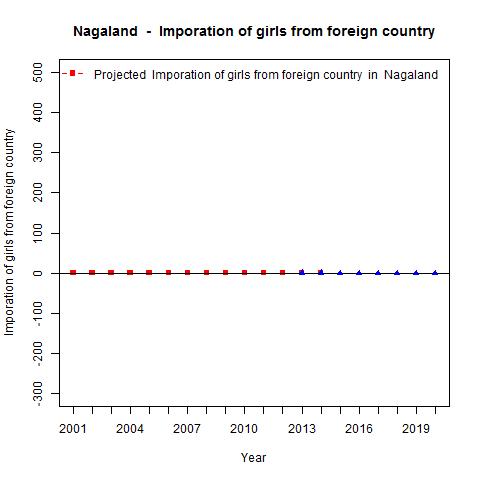 Nagaland - Imporation of girls from foreign country
Projected Imporation of girls from foreign country in Nagaland
Imporation of girls from foreign country
500
400
300
200
100
0
-100
-200
-300
2001 2004 2007 2010 2013 2016 2019
Year